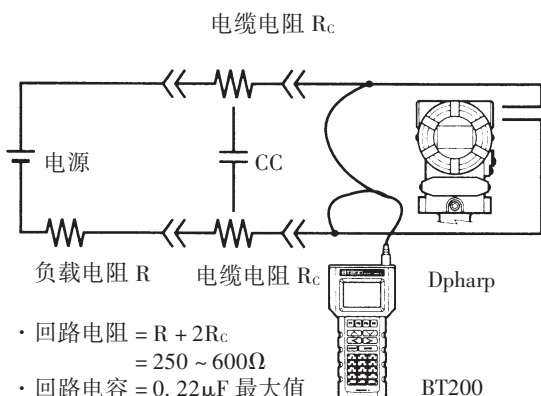 电缆电阻 Rc
电源
CC
负载电阻 R
电缆电阻 Rc
Dpharp
· 回路电阻 = R + 2Rc
= 250 ~ 600Ω
· 回路电容 = 0. 22μF 最大值
BT200